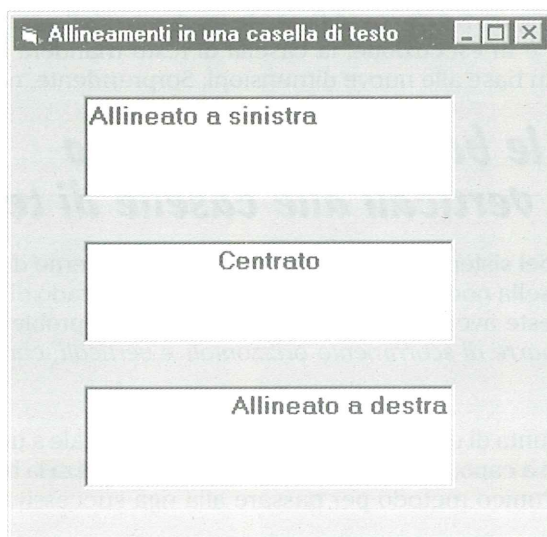 Allineamenti in una casella di testo
Allineato a sinistra
Centrato
Allineato a destra